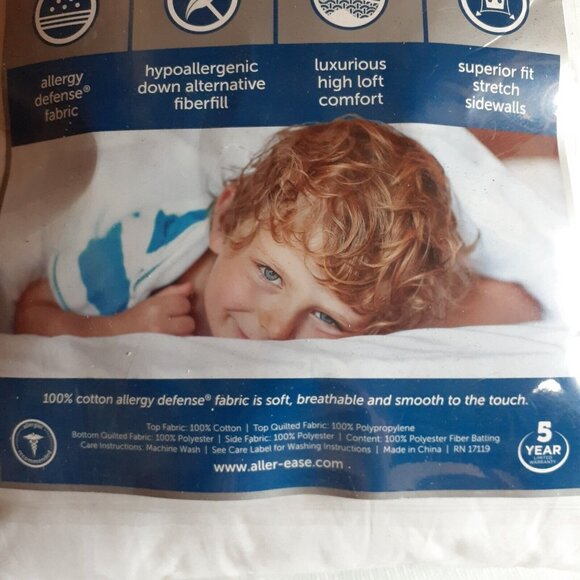 allergy
defense®
fabric
hypoallergenic
down alternative
fiberfill
luxurious
high loft
comfort
superior fit
stretch
sidewalls
100% cotton allergy defense® fabric is soft, breathable and smooth to the touch.
Top Fabric: 100% Cotton | Top Quilted Fabric: 100% Polypropylene
Bottom Quilted Fabric: 100% Polyester | Side Fabric: 100% Polyester | Content: 100% Polyester Fiber Batting
Care Instructions: Machine Wash | See Care Label for Washing Instructions | Made in China | RN 17119
www.aller-ease.com
5
YEAR
LIMITED
WARRANTY